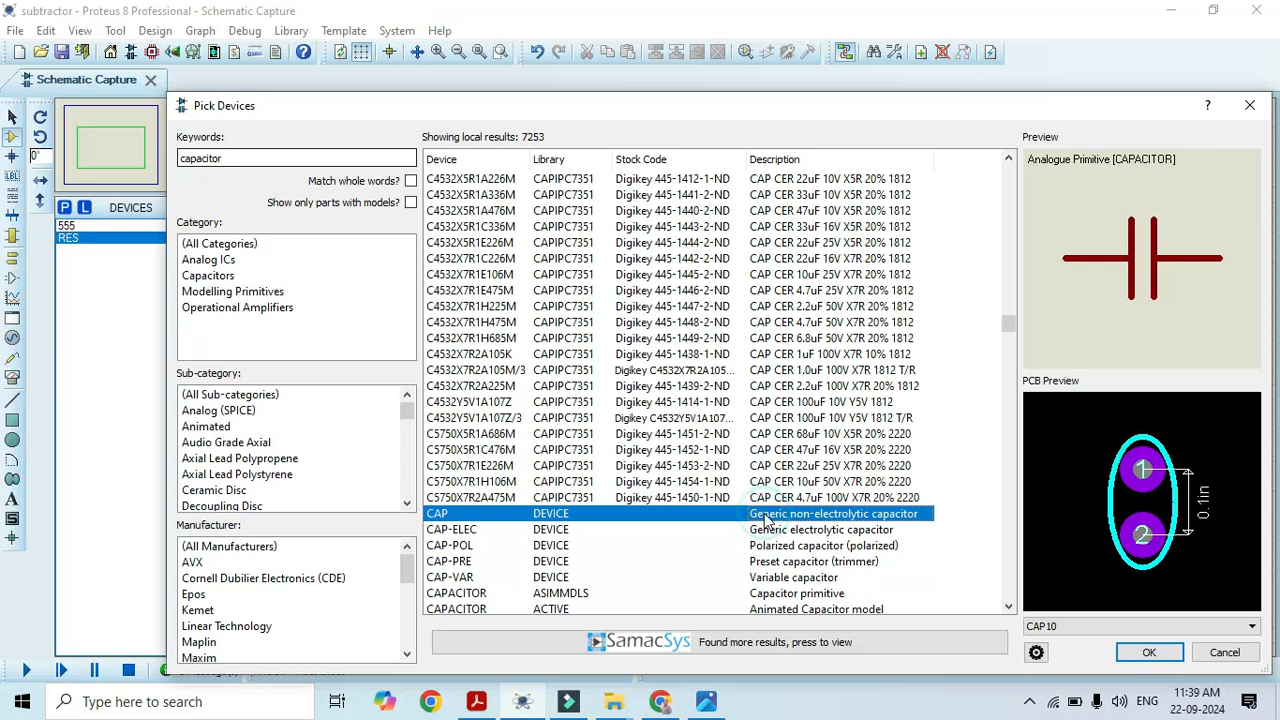 subtractor - Proteus 8 Professional - Schematic Capture
File Edit View Tool Design Graph Debug Library Template System Help
Schematic Capture
Pick Devices
Keywords:
capacitor
Match whole words?
Show only parts with models?
Category:
(All Categories)
Analog ICs
Capacitors
Modelling Primitives
Operational Amplifiers
Sub-category:
(All Sub-categories)
Analog (SPICE)
Animated
Audio Grade Axial
Axial Lead Polypropene
Axial Lead Polystyrene
Ceramic Disc
Decoupling Disc
Manufacturer:
(All Manufacturers)
AVX
Cornell Dubilier Electronics (CDE)
Epos
Kemet
Linear Technology
Maplin
Maxim
0°
LBL
P L DEVICES
555
RES
Showing local results: 7253
Device Library Stock Code Description
C4532X5R1A226M CAPIPC7351 Digikey 445-1412-1-ND CAP CER 22uF 10V X5R 20% 1812
C4532X5R1A336M CAPIPC7351 Digikey 445-1441-2-ND CAP CER 33uF 10V X5R 20% 1812
C4532X5R1A476M CAPIPC7351 Digikey 445-1440-2-ND CAP CER 47uF 10V X5R 20% 1812
C4532X5R1C336M CAPIPC7351 Digikey 445-1443-2-ND CAP CER 33uF 16V X5R 20% 1812
C4532X5R1E226M CAPIPC7351 Digikey 445-1444-2-ND CAP CER 22uF 25V X5R 20% 1812
C4532X7R1C226M CAPIPC7351 Digikey 445-1442-1-ND CAP CER 22uF 16V X7R 20% 1812
C4532X7R1E106M CAPIPC7351 Digikey 445-1445-1-ND CAP CER 10uF 25V X7R 20% 1812
C4532X7R1E475M CAPIPC7351 Digikey 445-1446-2-ND CAP CER 4.7uF 25V X7R 20% 1812
C4532X7R1H225M CAPIPC7351 Digikey 445-1447-2-ND CAP CER 2.2uF 50V X7R 20% 1812
C4532X7R1H475M CAPIPC7351 Digikey 445-1448-2-ND CAP CER 4.7uF 50V X7R 20% 1812
C4532X7R1H685M CAPIPC7351 Digikey 445-1449-2-ND CAP CER 6.8uF 50V X7R 20% 1812
C4532X7R2A105K CAPIPC7351 Digikey 445-1438-1-ND CAP CER 1uF 100V X7R 10% 1812
C4532X7R2A105M/3 CAPIPC7351 Digikey C4532X7R2A105... CAP CER 1.0uF 100V X7R 1812 T/R
C4532X7R2A225M CAPIPC7351 Digikey 445-1439-2-ND CAP CER 2.2uF 100V X7R 20% 1812
C4532Y5V1A107Z CAPIPC7351 Digikey 445-1414-1-ND CAP CER 100uF 10V Y5V 1812
C4532Y5V1A107Z/3 CAPIPC7351 Digikey C4532Y5V1A107... CAP CER 100uF 10V Y5V 1812 T/R
C5750X5R1A686M CAPIPC7351 Digikey 445-1451-2-ND CAP CER 68uF 10V X5R 20% 2220
C5750X5R1C476M CAPIPC7351 Digikey 445-1452-1-ND CAP CER 47uF 16V X5R 20% 2220
C5750X7R1E226M CAPIPC7351 Digikey 445-1453-2-ND CAP CER 22uF 25V X7R 20% 2220
C5750X7R1H106M CAPIPC7351 Digikey 445-1454-1-ND CAP CER 10uF 50V X7R 20% 2220
C5750X7R2A475M CAPIPC7351 Digikey 445-1450-1-ND CAP CER 4.7uF 100V X7R 20% 2220
CAP DEVICE Generic non-electrolytic capacitor
CAP-ELEC DEVICE Generic electrolytic capacitor
CAP-POL DEVICE Polarized capacitor (polarized)
CAP-PRE DEVICE Preset capacitor (trimmer)
CAP-VAR DEVICE Variable capacitor
CAPACITOR ASIMMDLS Capacitor primitive
CAPACITOR ACTIVE Animated Capacitor model
SamacSys Found more results, press to view
Preview
Analogue Primitive [CAPACITOR]
PCB Preview
1
2
0.1in
CAP10
OK Cancel
Type here to search
ENG
11:39 AM
22-09-2024